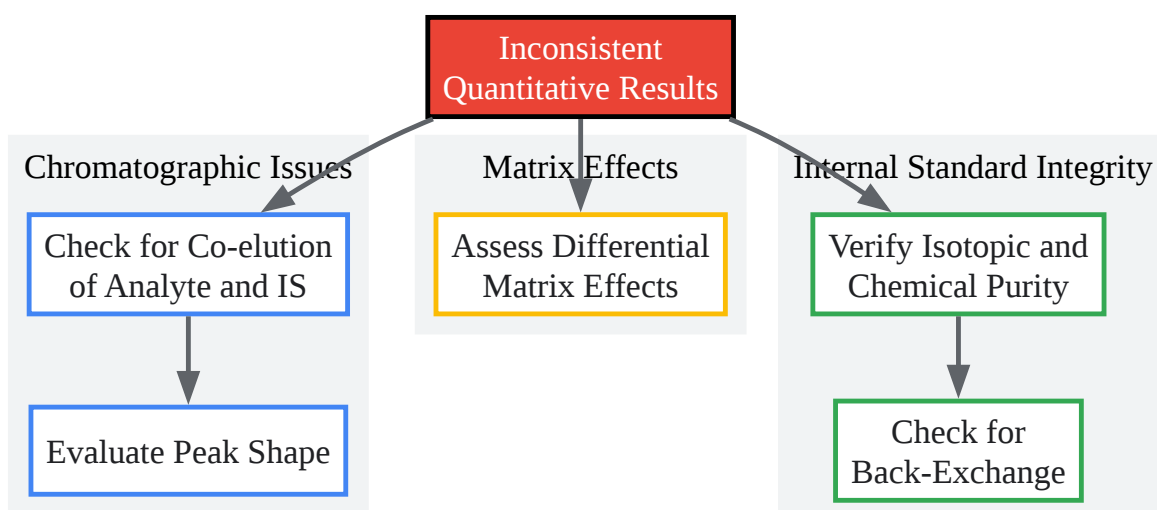 Inconsistent
Quantitative Results
Chromatographic Issues
Matrix Effects
Internal Standard Integrity
Check for Co-elution
of Analyte and IS
Assess Differential
Matrix Effects
Verify Isotopic and
Chemical Purity
Evaluate Peak Shape
Check for
Back-Exchange